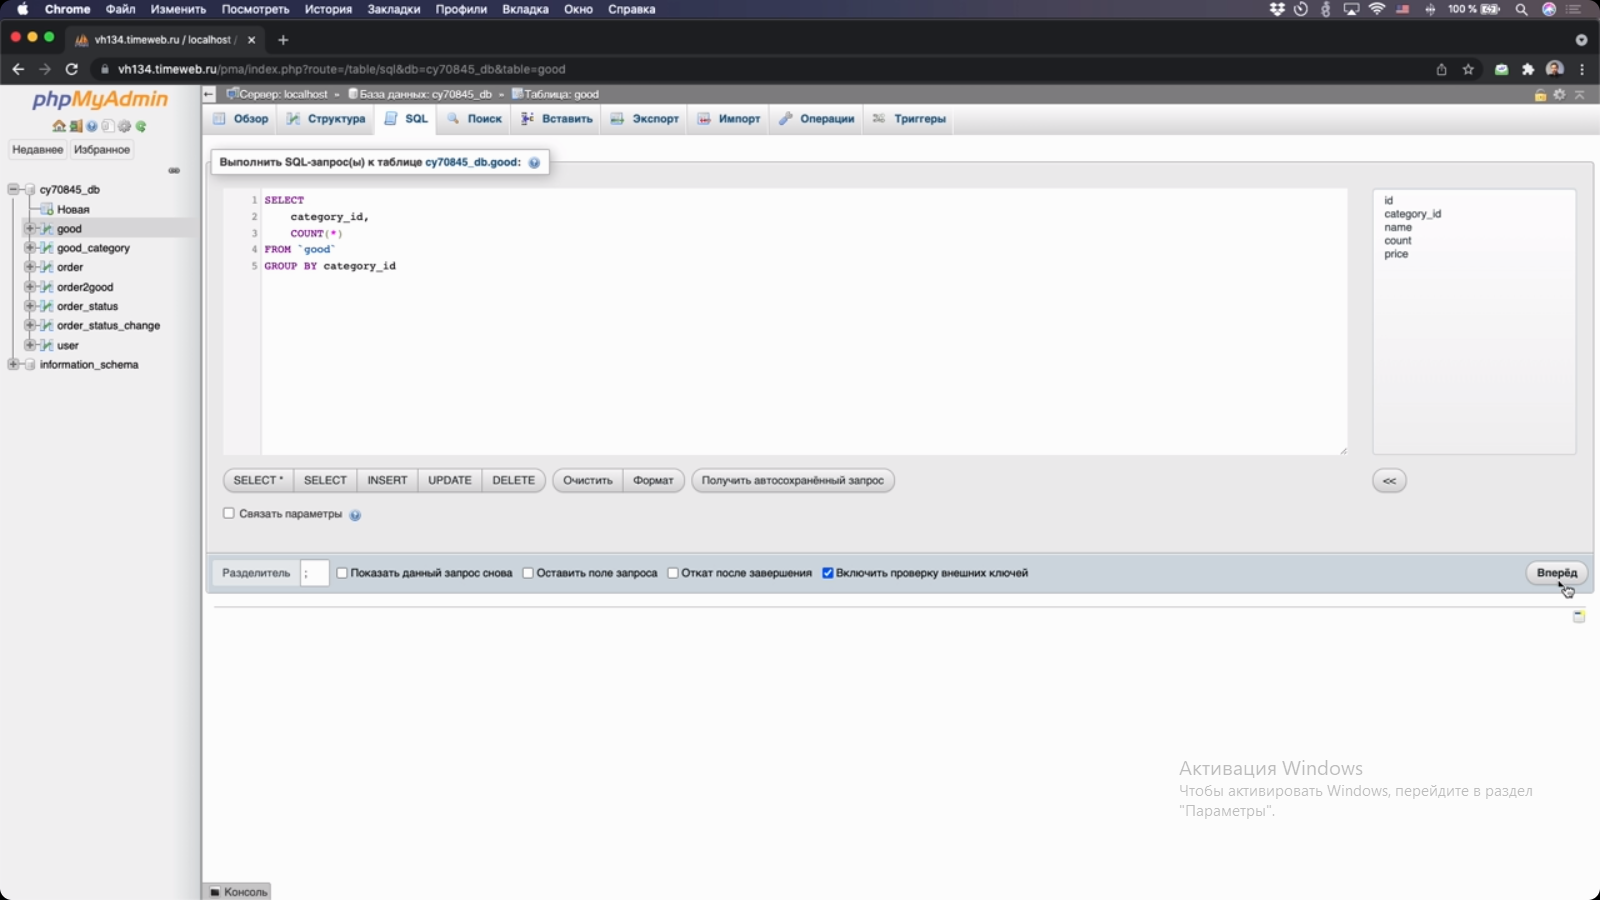 Chrome Файл Изменить Посмотреть История Закладки Профили Вкладка Окно Справка 100 %
vh134.timeweb.ru / localhost /
vh134.timeweb.ru/pma/index.php?route=/table/sql&db=cy70845_db&table=good
phpMyAdmin
Недавнее Избранное
cy70845_db
Новая
good
good_category
order
order2good
order_status
order_status_change
user
information_schema
Сервер: localhost » База данных: cy70845_db » Таблица: good
Обзор Структура SQL Поиск Вставить Экспорт Импорт Операции Триггеры
Выполнить SQL-запрос(ы) к таблице cy70845_db.good:
1 SELECT
2 category_id,
3 COUNT(*)
4 FROM `good`
5 GROUP BY category_id
id
category_id
name
count
price
SELECT * SELECT INSERT UPDATE DELETE Очистить Формат Получить автосохранённый запрос <<
Связать параметры
Разделитель ; Показать данный запрос снова Оставить поле запроса Откат после завершения Включить проверку внешних ключей Вперёд
Активация Windows
Чтобы активировать Windows, перейдите в раздел
"Параметры".
Консоль